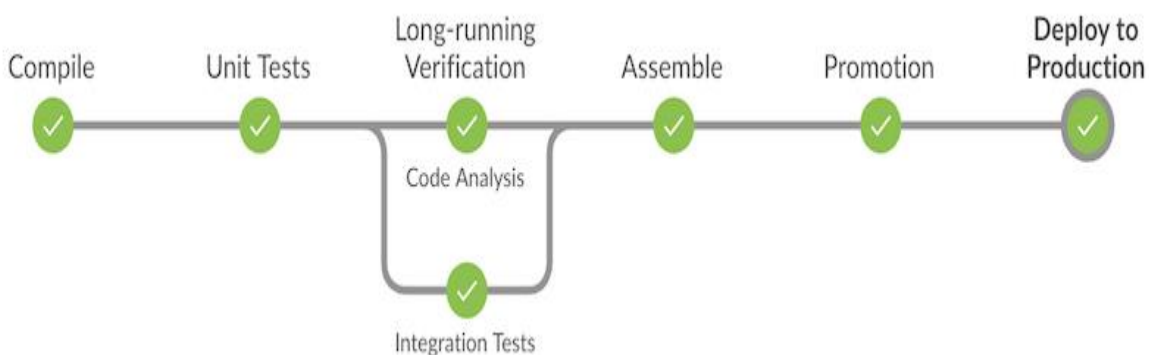 Compile
Unit Tests
Long-running
Verification
Assemble
Promotion
Deploy to
Production
Code Analysis
Integration Tests